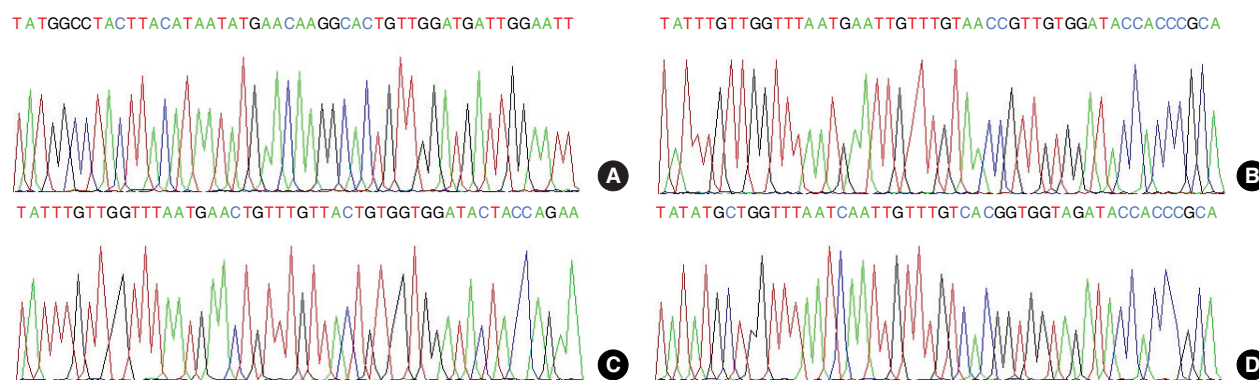 TATGGCCTACTTACATAATATGAACAAGGCACTGTTGGATGATTGGAATT
A
TATTTGTTGGTTTAATGAATTGTTTGTAACCGTTGTGGATACCACCCGCA
B
TATTTGTTGGTTTAATGAACTGTTTGTTACTGTGGTGGATACTACCAGAA
C
TATATGCTGGTTTAATCAATTGTTTGTCACGGTGGTAGATACCACCCGCA
D